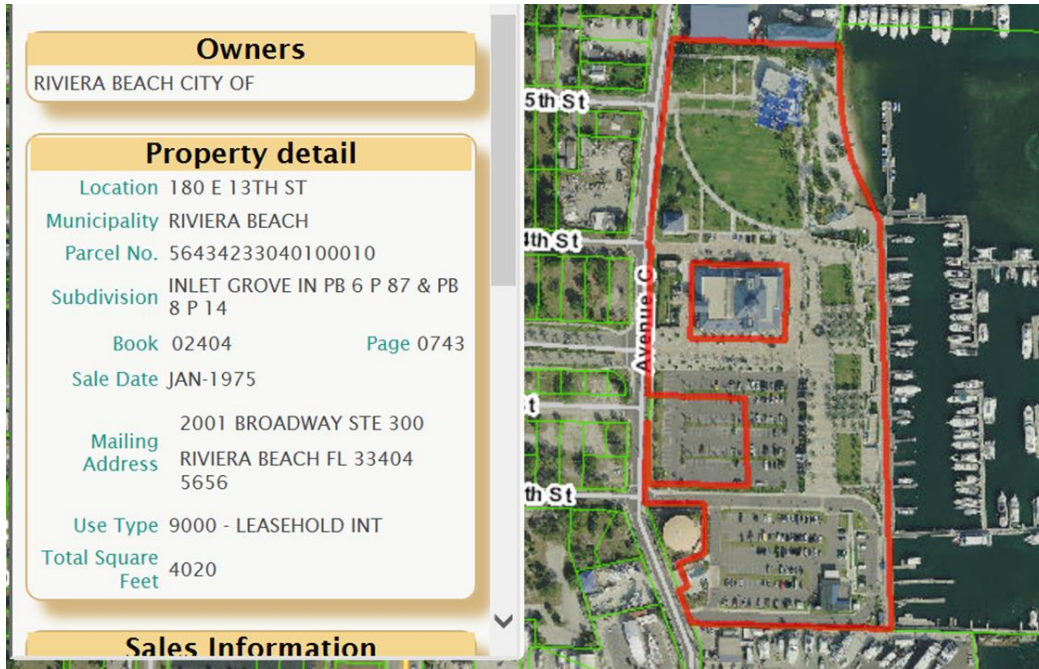 Owners
RIVIERA BEACH CITY OF
Property detail
Location 180 E 13TH ST
Municipality RIVIERA BEACH
Parcel No. 56434233040100010
Subdivision INLET GROVE IN PB 6 P 87 & PB
8 P 14
Book 02404 Page 0743
Sale Date JAN-1975
Mailing Address 2001 BROADWAY STE 300
RIVIERA BEACH FL 33404
5656
Use Type 9000 - LEASEHOLD INT
Total Square Feet 4020
Sales Information
5th St
4th St
Avenue C
t
th St